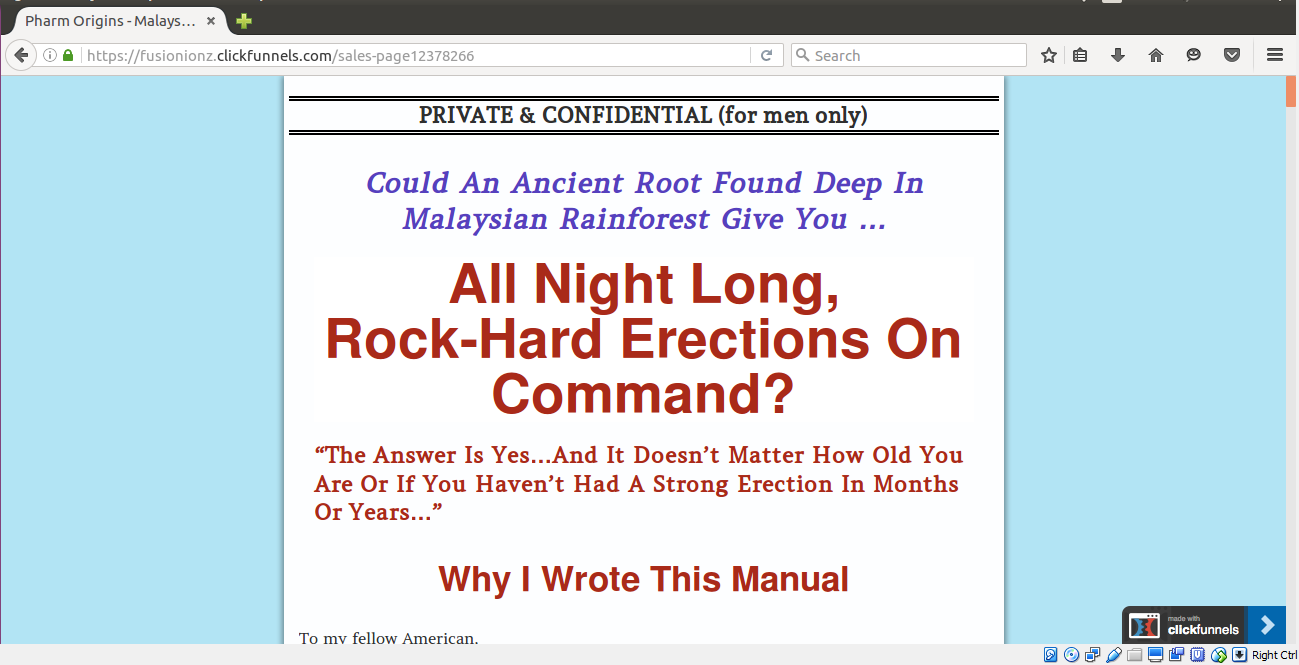 Pharm Origins - Malays...
https://fusionionz.clickfunnels.com/sales-page12378266
Search
PRIVATE & CONFIDENTIAL (for men only)
Could An Ancient Root Found Deep In
Malaysian Rainforest Give You ...
All Night Long,
Rock-Hard Erections On
Command?
“The Answer Is Yes...And It Doesn’t Matter How Old You
Are Or If You Haven’t Had A Strong Erection In Months
Or Years...”
Why I Wrote This Manual
To my fellow American,
made with
clickfunnels
Right Ctrl